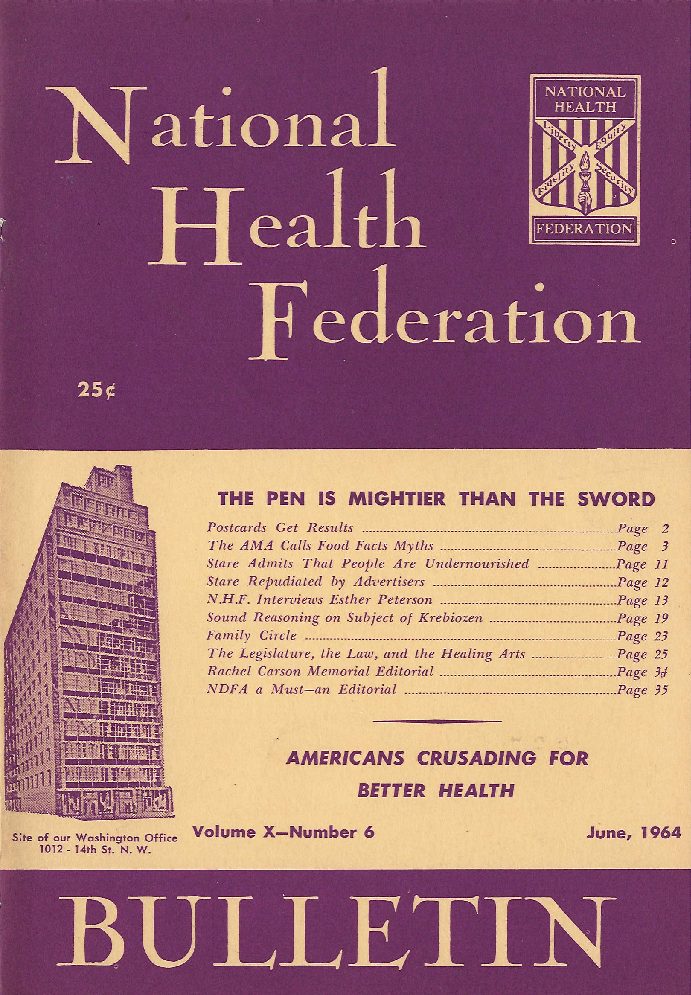 National
Health
Federation
NATIONAL
HEALTH
FEDERATION
25¢
THE PEN IS MIGHTIER THAN THE SWORD
Postcards Get Results Page 2
The AMA Calls Food Facts Myths Page 3
Stare Admits That People Are Undernourished Page 11
Stare Repudiated by Advertisers Page 12
N.H.F. Interviews Esther Peterson Page 13
Sound Reasoning on Subject of Krebiozen Page 19
Family Circle Page 23
The Legislature, the Law, and the Healing Arts Page 25
Rachel Carson Memorial Editorial Page 34
NDFA a Must—an Editorial Page 35
AMERICANS CRUSADING FOR
BETTER HEALTH
Site of our Washington Office
1012 - 14th St. N. W.
Volume X—Number 6 June, 1964
BULLETIN